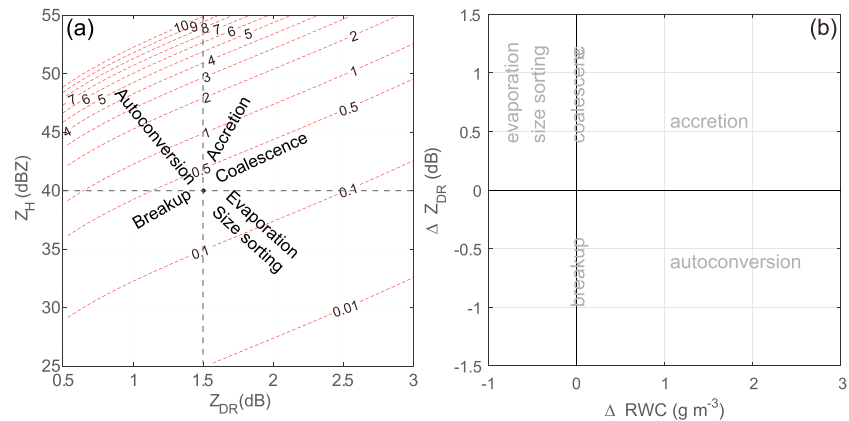 (a)
55
50
45
40
35
30
25
Z_H (dBZ)
0.5
1
1.5
2
2.5
3
Z_DR(dB)
10
9
8
7
6
5
4
3
2
1
0.5
2
1
0.5
0.1
7
6
5
4
0.1
0.01
Autoconversion
Accretion
Coalescence
Breakup
Evaporation
Size sorting
(b)
1.5
1
0.5
0
-0.5
-1
-1.5
Δ Z_DR (dB)
-1
0
1
2
3
Δ RWC (g m⁻³)
evaporation
size sorting
coalescence
accretion
breakup
autoconversion